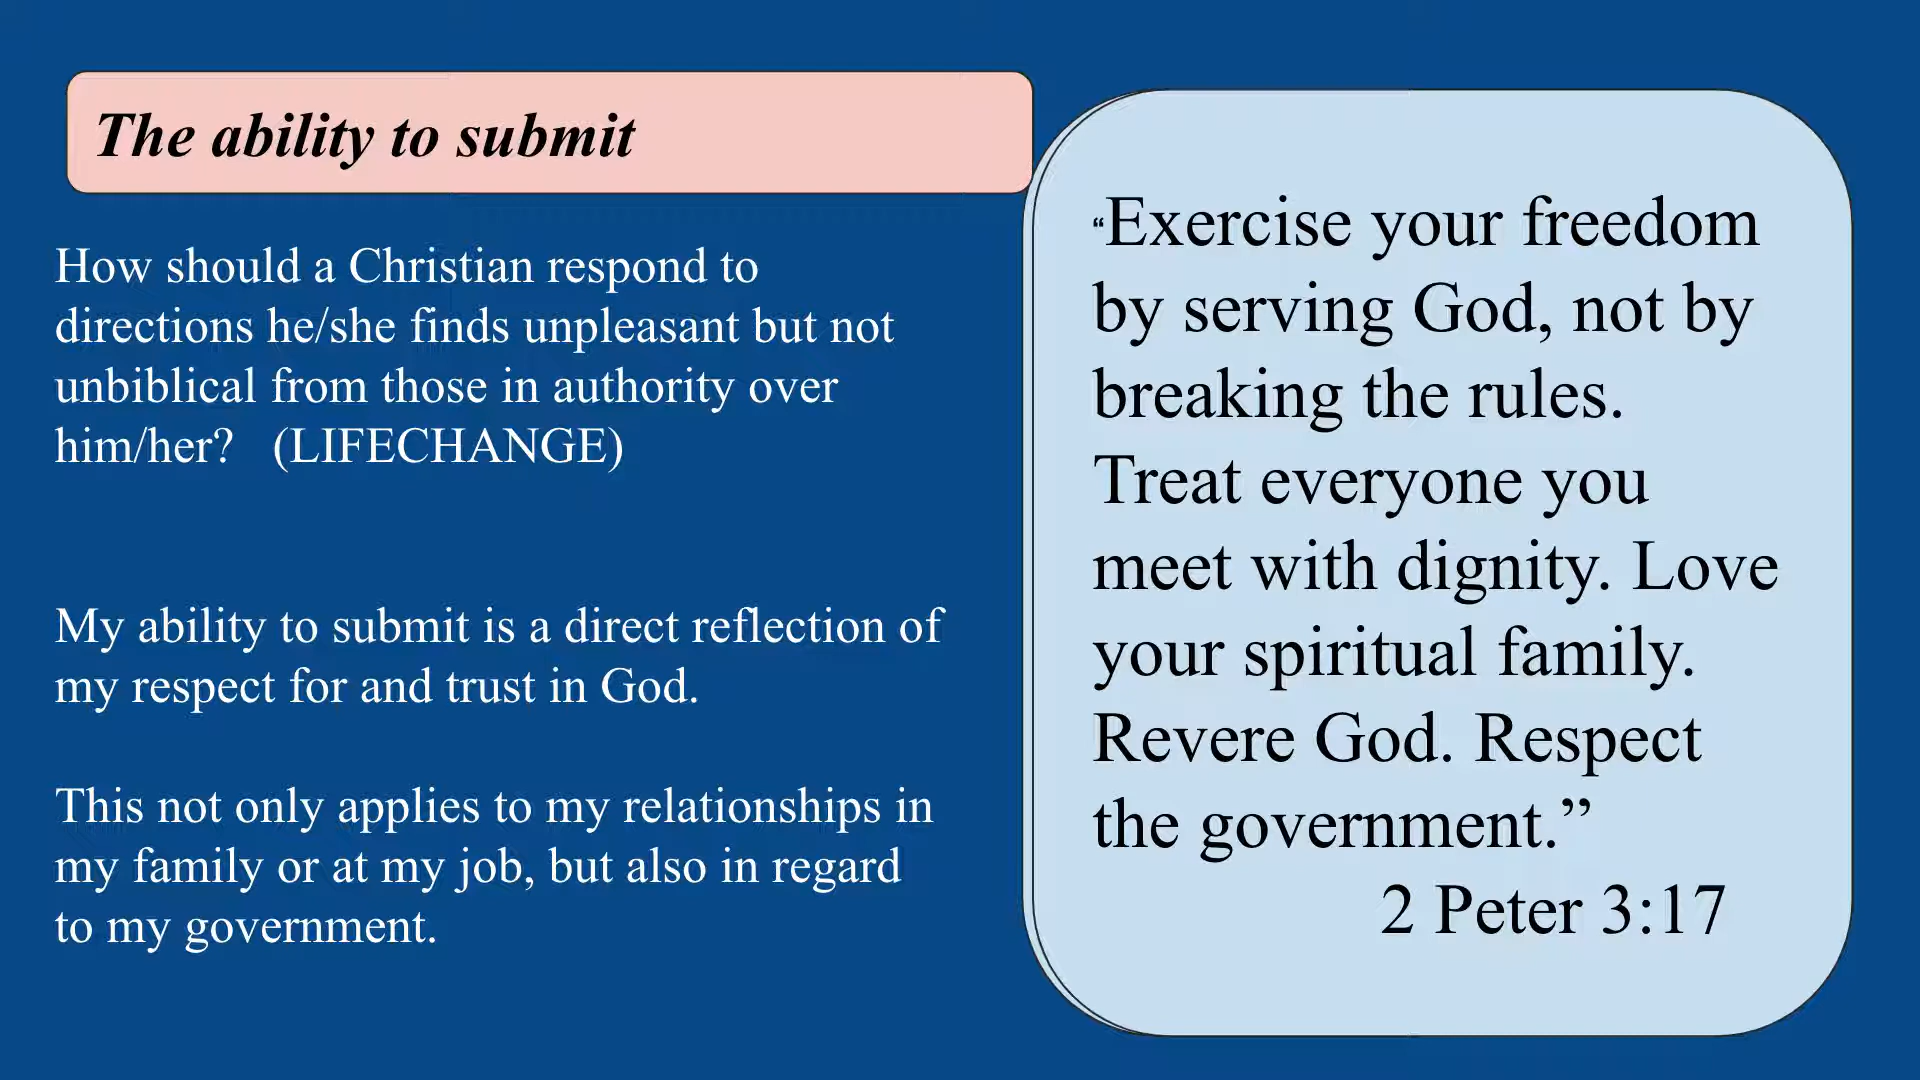 The ability to submit
How should a Christian respond to
directions he/she finds unpleasant but not
unbiblical from those in authority over
him/her? (LIFECHANGE)
My ability to submit is a direct reflection of
my respect for and trust in God.
This not only applies to my relationships in
my family or at my job, but also in regard
to my government.
“Exercise your freedom
by serving God, not by
breaking the rules.
Treat everyone you
meet with dignity. Love
your spiritual family.
Revere God. Respect
the government.”
2 Peter 3:17